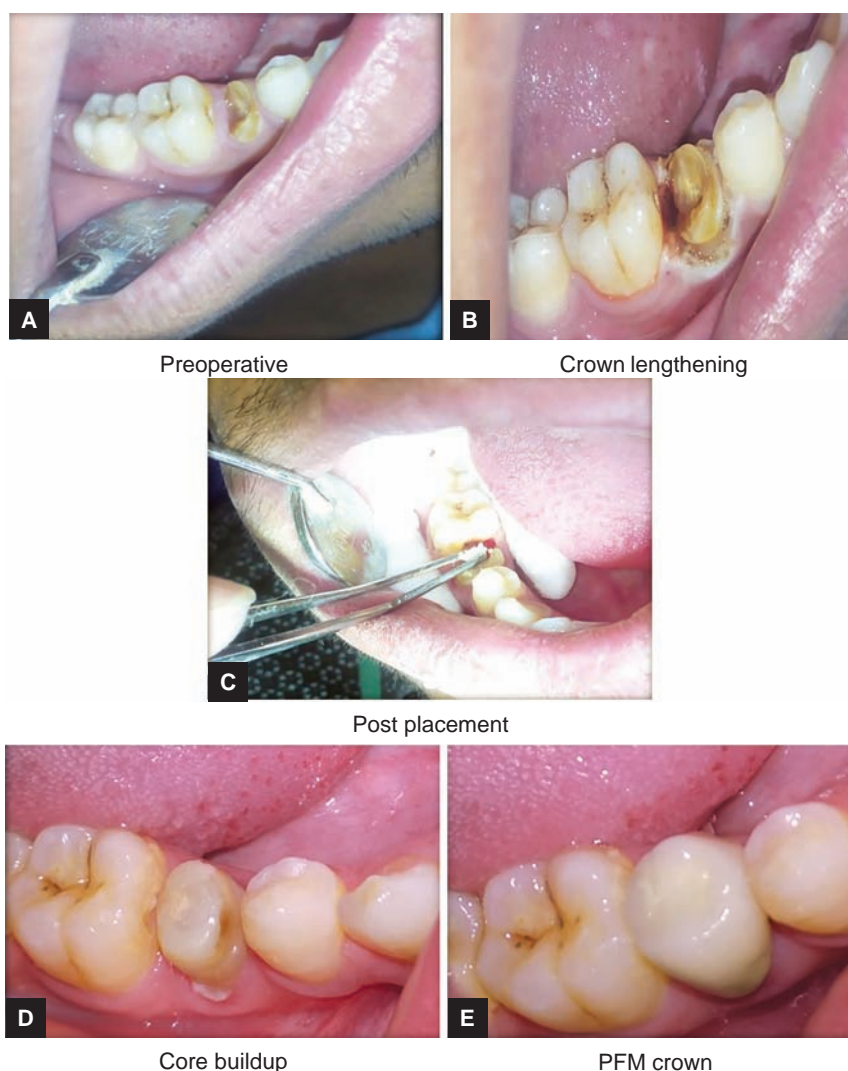 A
B
Preoperative
Crown lengthening
C
Post placement
D
E
Core buildup
PFM crown